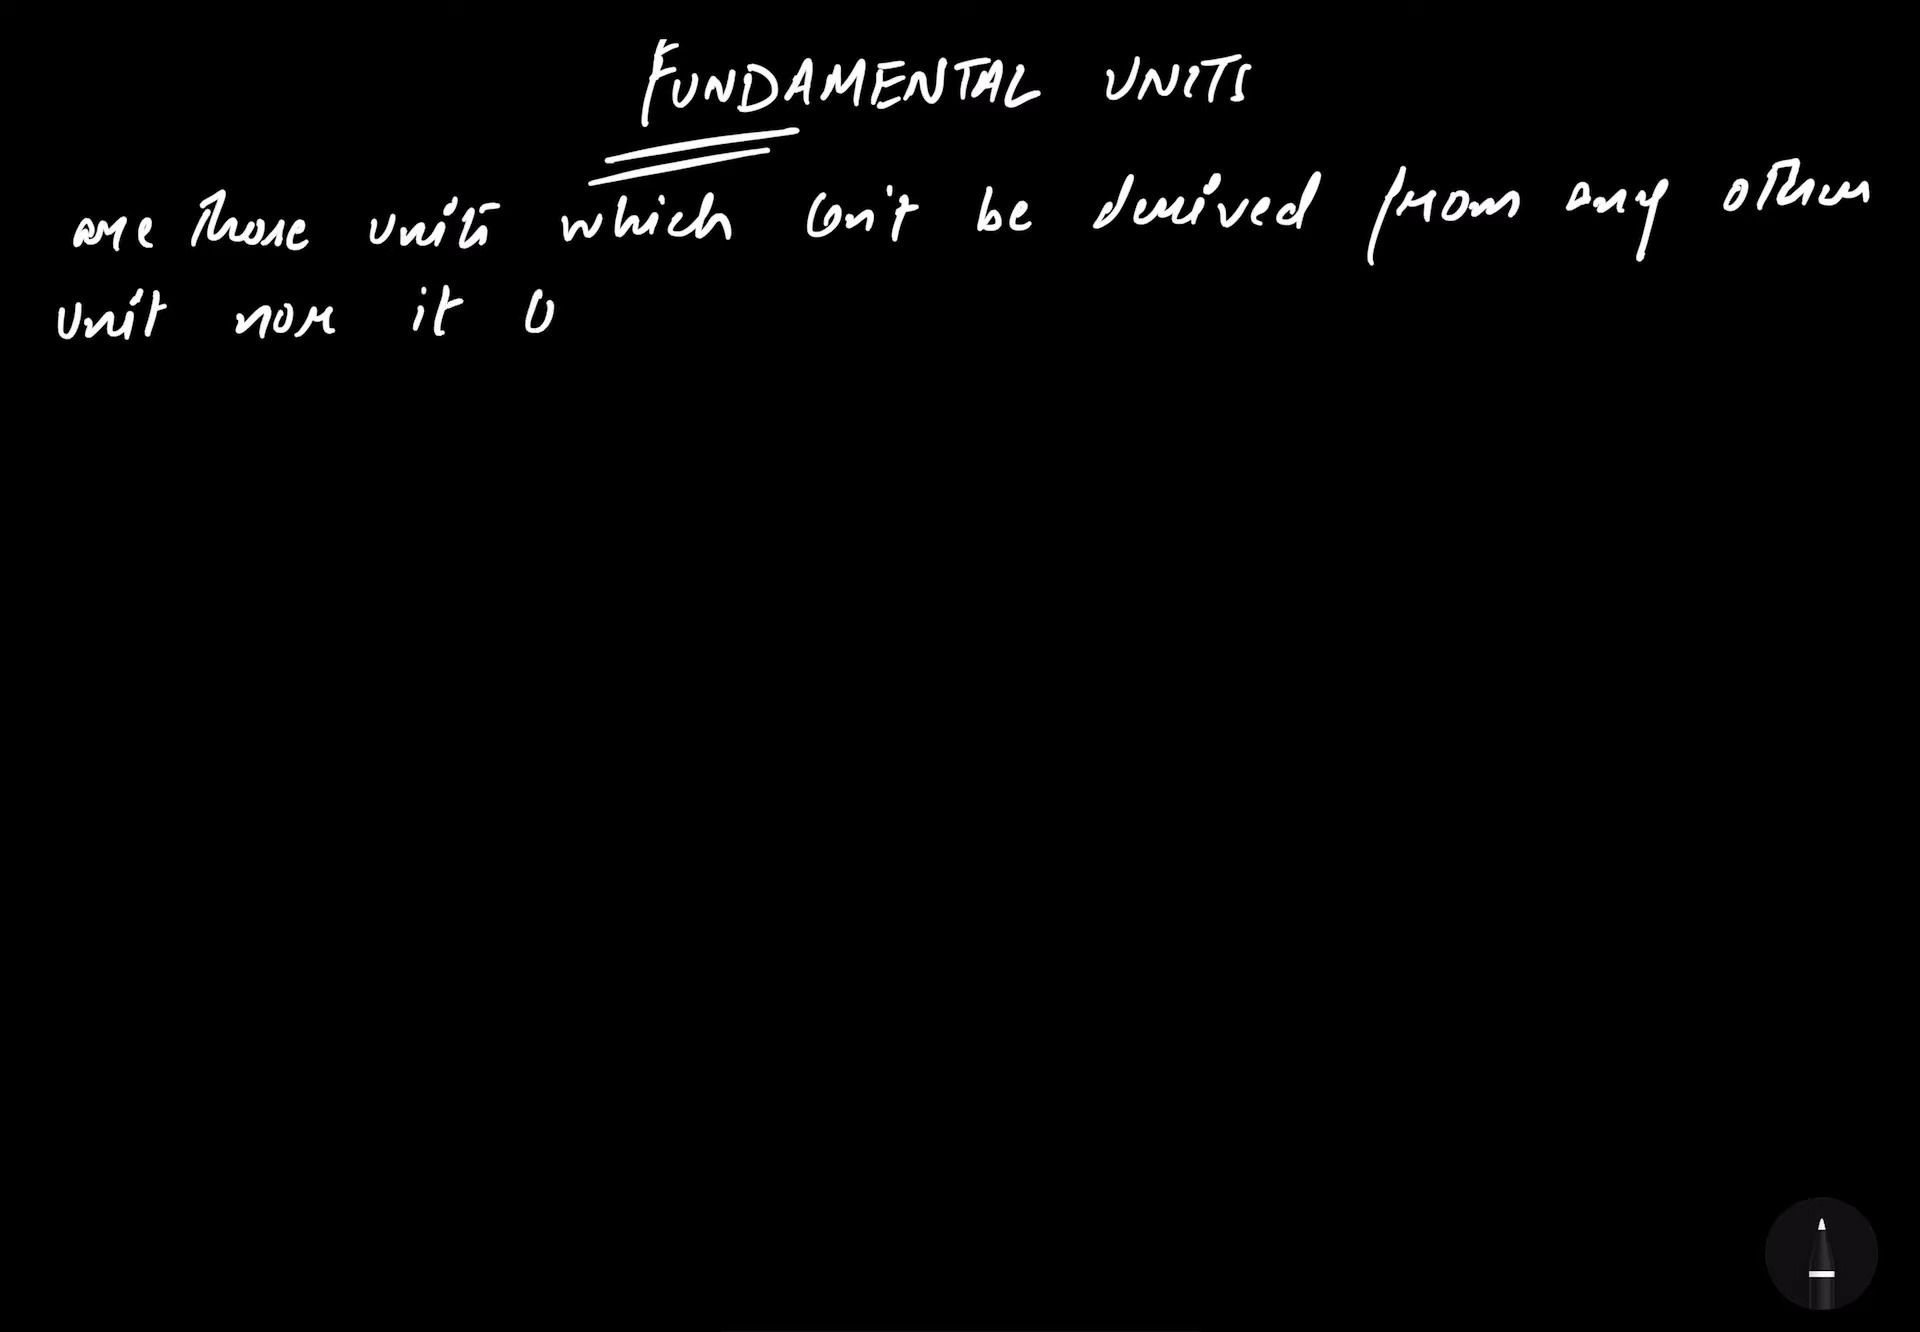 FUNDAMENTAL UNITS
are those units which can't be derived from any other
unit nor it